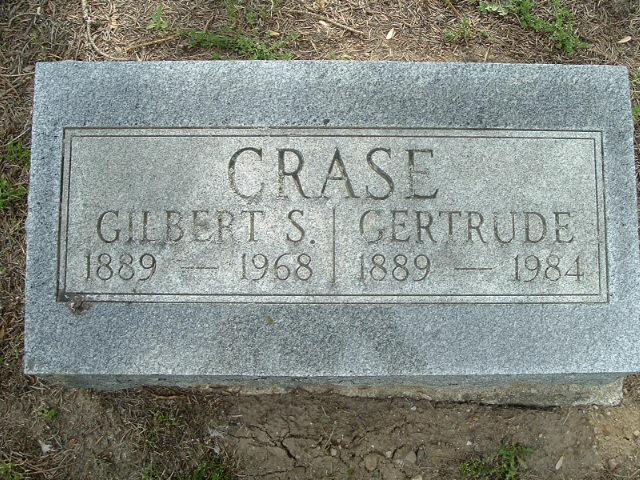 CRASE
GILBERT S. GERTRUDE
1889 — 1968 1889 — 1984